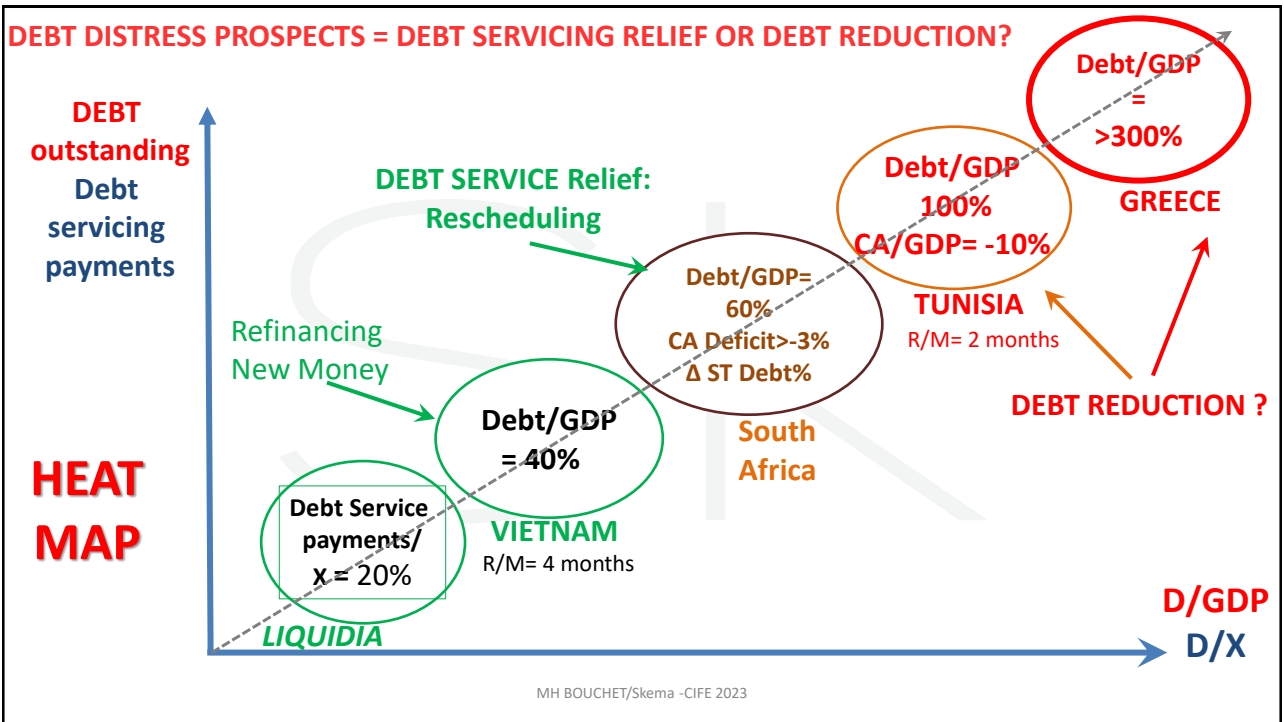 DEBT DISTRESS PROSPECTS = DEBT SERVICING RELIEF OR DEBT REDUCTION?
DEBT
outstanding
Debt
servicing
payments
Debt/GDP
=
>300%
GREECE
Debt/GDP
100%
CA/GDP= -10%
TUNISIA
R/M= 2 months
DEBT SERVICE Relief:
Rescheduling
Debt/GDP=
60%
CA Deficit>-3%
Δ ST Debt%
South
Africa
DEBT REDUCTION ?
Refinancing
New Money
Debt/GDP
= 40%
VIETNAM
R/M= 4 months
HEAT
MAP
Debt Service
payments/
X = 20%
LIQUIDIA
D/GDP
D/X
SK
MH BOUCHET/Skema -CIFE 2023